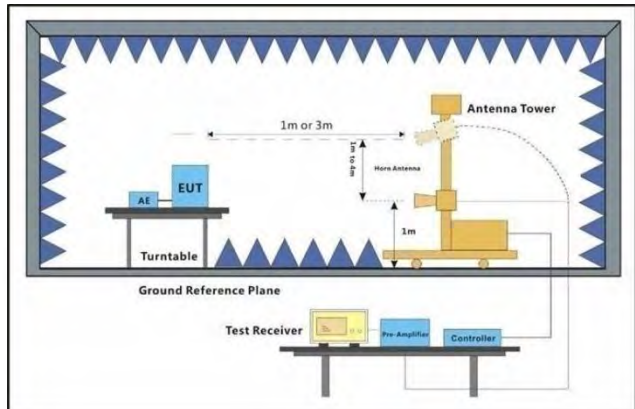 Antenna Tower
1m or 3m
1m to 4m
Horn Antenna
EUT
AE
1m
Turntable
Ground Reference Plane
Test Receiver
Pre-Amplifier
Controller